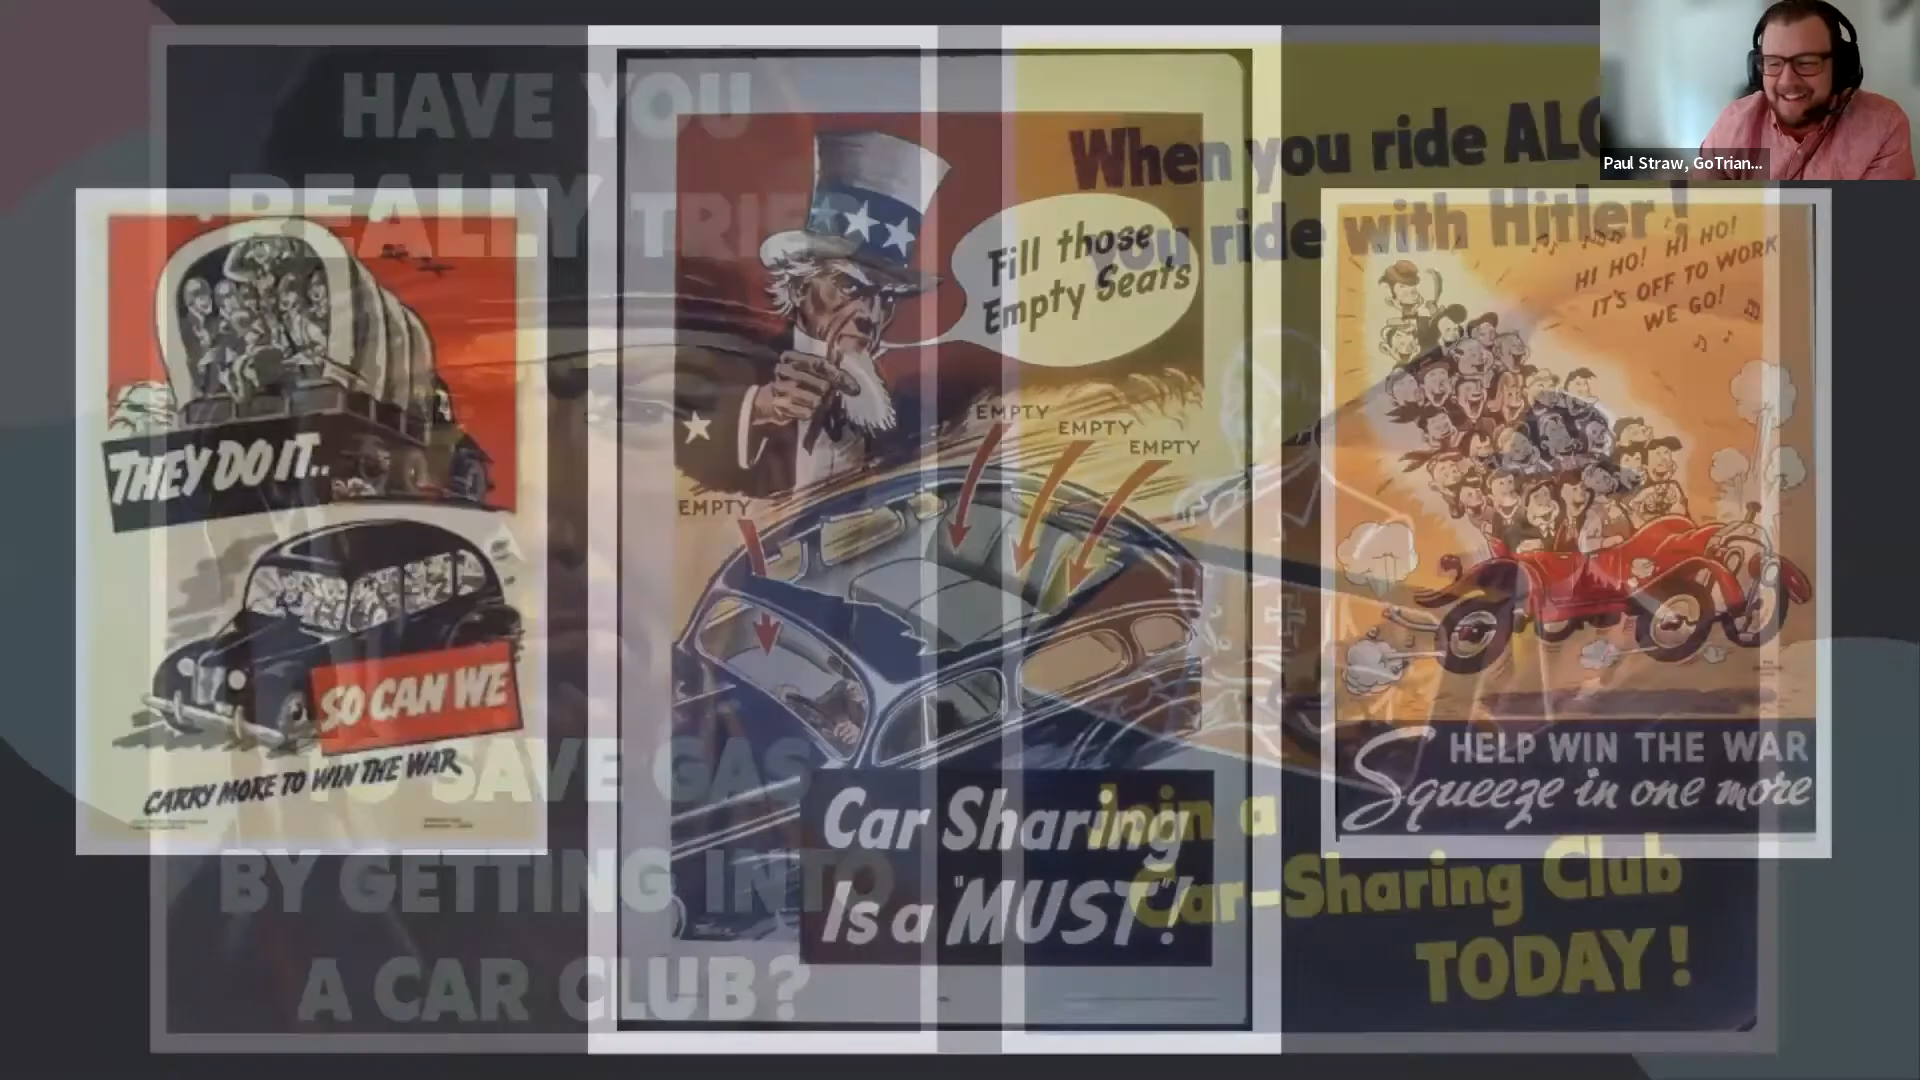 HAVE YOU
REALLY TRIED
TO SAVE GAS
BY GETTING INTO
A CAR CLUB?
THEY DO IT..
SO CAN WE
CARRY MORE TO WIN THE WAR
Fill those
Empty Seats
EMPTY
EMPTY
EMPTY
EMPTY
Car Sharing
Is a "MUST"!
When you ride ALO
you ride with Hitler!
Join a
Car-Sharing Club
TODAY!
HI HO! HI HO!
IT'S OFF TO WORK
WE GO!
HELP WIN THE WAR
Squeeze in one more
Paul Straw, GoTrian...